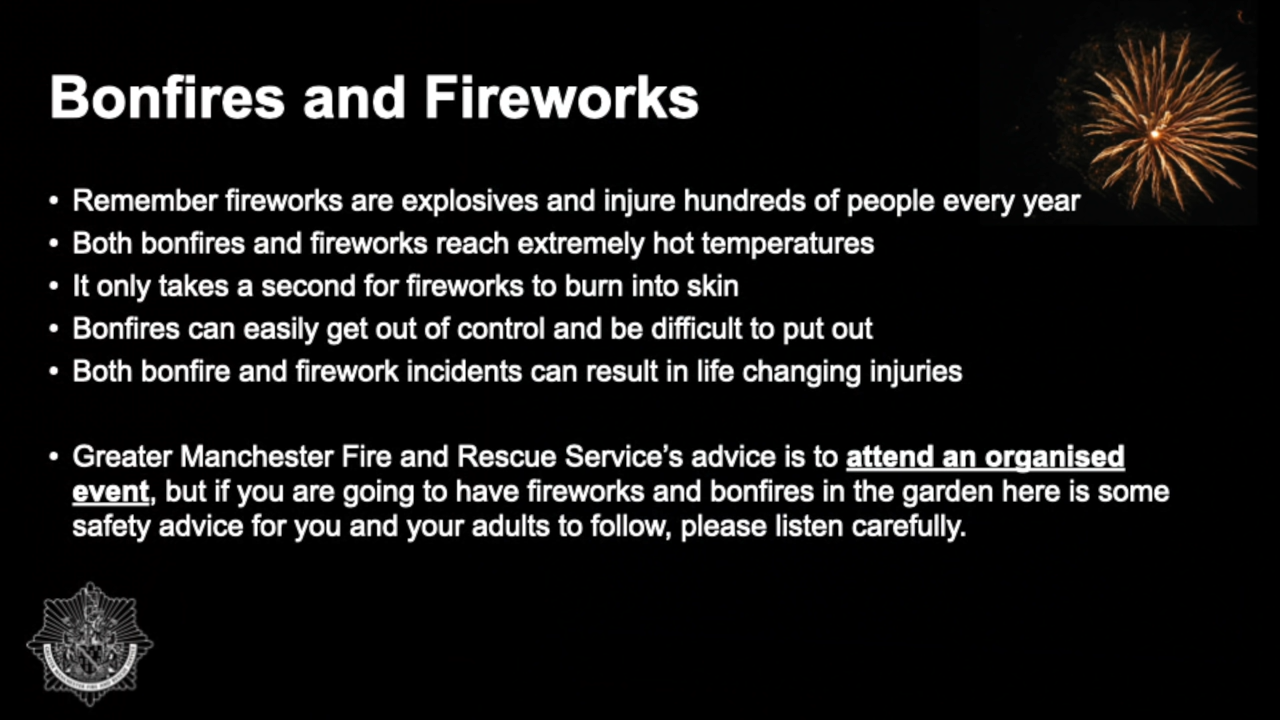 Bonfires and Fireworks
• Remember fireworks are explosives and injure hundreds of people every year
• Both bonfires and fireworks reach extremely hot temperatures
• It only takes a second for fireworks to burn into skin
• Bonfires can easily get out of control and be difficult to put out
• Both bonfire and firework incidents can result in life changing injuries
• Greater Manchester Fire and Rescue Service’s advice is to attend an organised
event, but if you are going to have fireworks and bonfires in the garden here is some
safety advice for you and your adults to follow, please listen carefully.